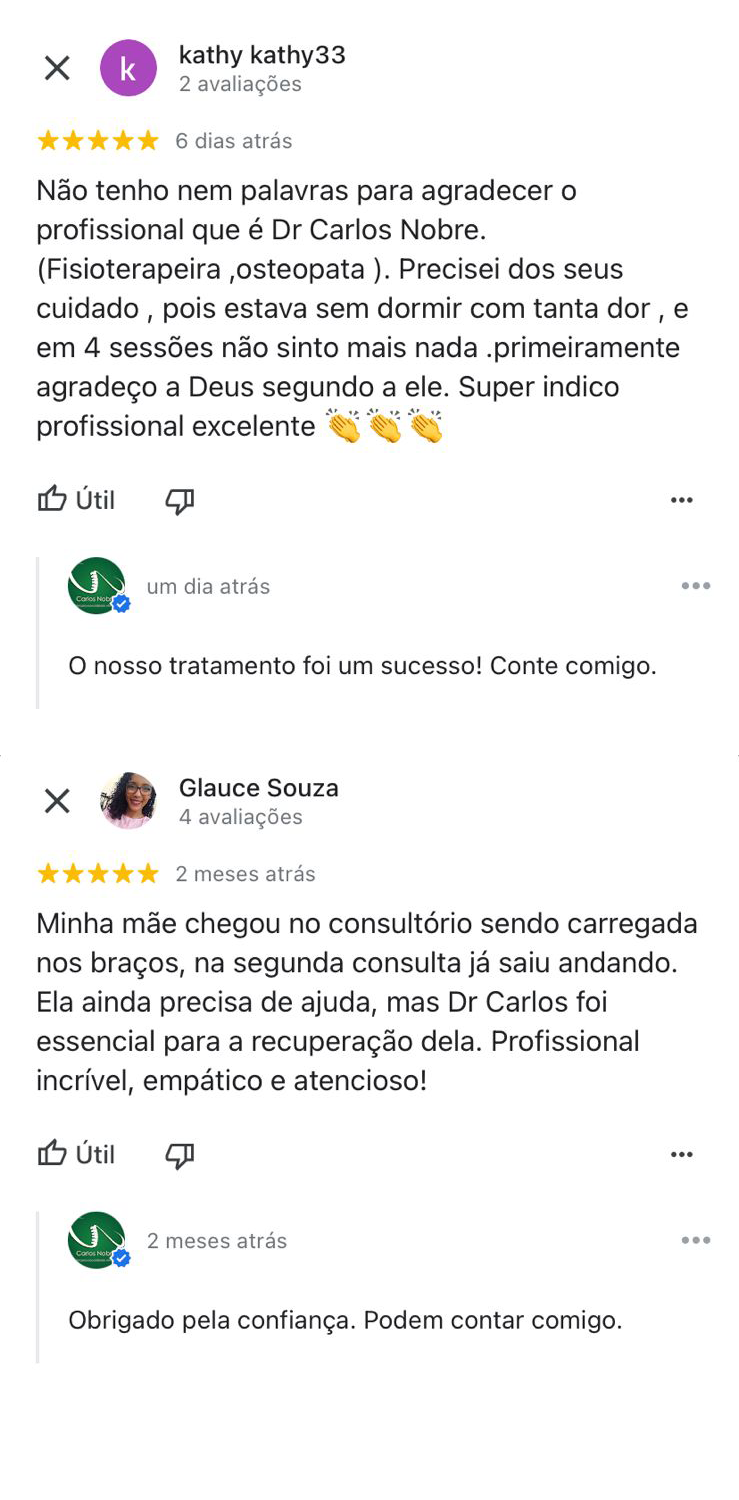 k
kathy kathy33
2 avaliações
6 dias atrás
Não tenho nem palavras para agradecer o
profissional que é Dr Carlos Nobre.
(Fisioterapeira ,osteopata ). Precisei dos seus
cuidado , pois estava sem dormir com tanta dor , e
em 4 sessões não sinto mais nada .primeiramente
agradeço a Deus segundo a ele. Super indico
profissional excelente 👏👏👏
Útil
Carlos Nobr
um dia atrás
O nosso tratamento foi um sucesso! Conte comigo.
Glauce Souza
4 avaliações
2 meses atrás
Minha mãe chegou no consultório sendo carregada
nos braços, na segunda consulta já saiu andando.
Ela ainda precisa de ajuda, mas Dr Carlos foi
essencial para a recuperação dela. Profissional
incrível, empático e atencioso!
Útil
Carlos Nobr
2 meses atrás
Obrigado pela confiança. Podem contar comigo.